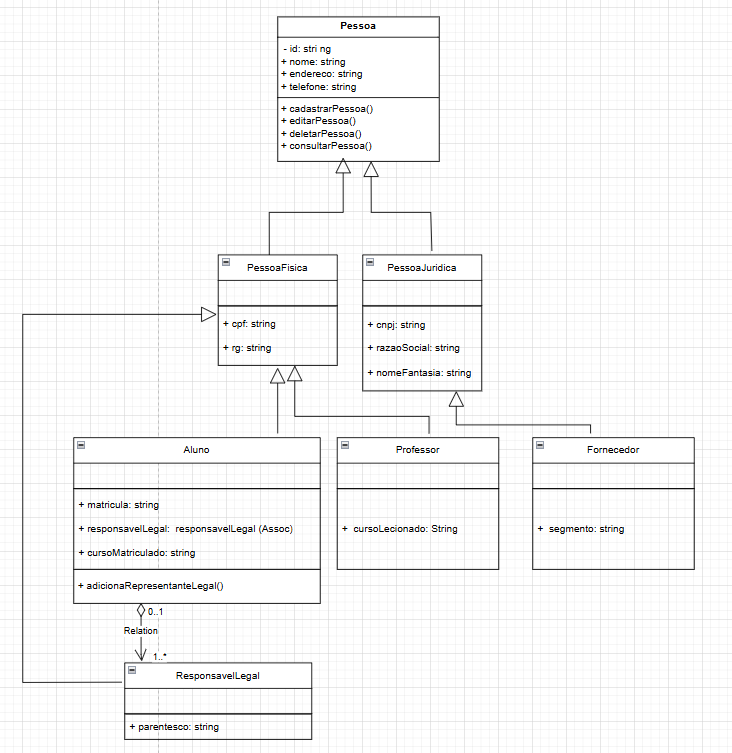 Pessoa
- id: stri ng
+ nome: string
+ endereco: string
+ telefone: string
+ cadastrarPessoa()
+ editarPessoa()
+ deletarPessoa()
+ consultarPessoa()
PessoaFisica
+ cpf: string
+ rg: string
PessoaJuridica
+ cnpj: string
+ razaoSocial: string
+ nomeFantasia: string
Aluno
+ matricula: string
+ responsavelLegal: responsavelLegal (Assoc)
+ cursoMatriculado: string
+ adicionaRepresentanteLegal()
Professor
+ cursoLecionado: String
Fornecedor
+ segmento: string
0..1
Relation
1..*
ResponsavelLegal
+ parentesco: string